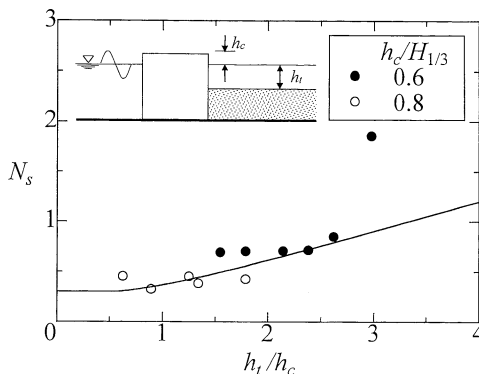 3
2
1
0
N_s
h_c
h_t
h_c/H_{1/3}
● 0.6
○ 0.8
1 2 3 4
h_t/h_c